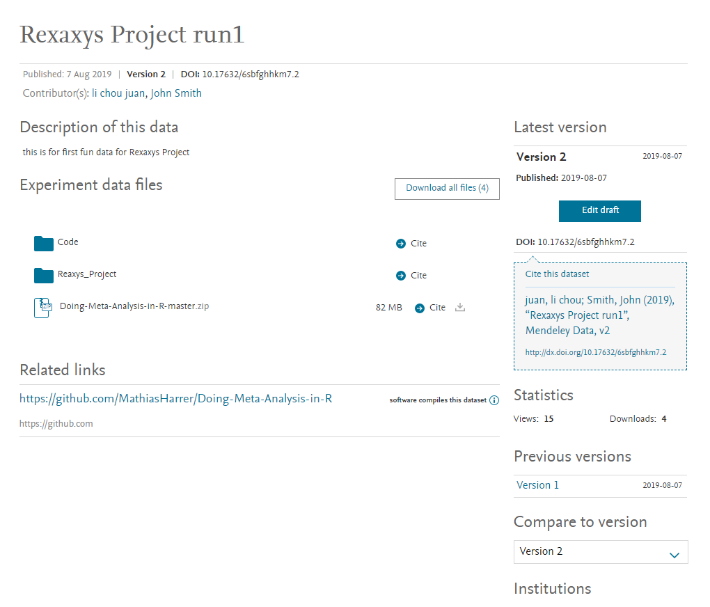 Rexaxys Project run1
Published: 7 Aug 2019 | Version 2 | DOI: 10.17632/6sbfghhkm7.2
Contributor(s): li chou juan, John Smith
Description of this data
this is for first fun data for Rexaxys Project
Experiment data files
Download all files (4)
Code
Cite
Reaxys_Project
Cite
Doing-Meta-Analysis-in-R-master.zip
82 MB
Cite
Related links
https://github.com/MathiasHarrer/Doing-Meta-Analysis-in-R
software compiles this dataset
https://github.com
Latest version
Version 2
2019-08-07
Published: 2019-08-07
Edit draft
DOI: 10.17632/6sbfghhkm7.2
Cite this dataset
juan, li chou; Smith, John (2019),
“Rexaxys Project run1”,
Mendeley Data, v2
http://dx.doi.org/10.17632/6sbfghhkm7.2
Statistics
Views: 15
Downloads: 4
Previous versions
Version 1
2019-08-07
Compare to version
Version 2
Institutions